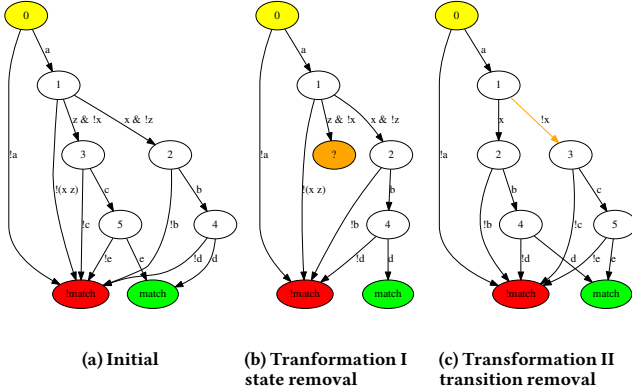 0
a
1
z & !x
x & !z
3
2
!a
!(x z)
c
b
!c
5
!b
4
!e
e
!d
d
!match
match
(a) Initial
0
a
1
z & !x
x & !z
?
2
!a
!(x z)
b
!b
4
!d
d
!match
match
(b) Tranformation I
state removal
0
a
1
x
!x
2
3
!a
b
c
!b
4
!c
5
!d
d
!e
e
!match
match
(c) Transformation II
transition removal